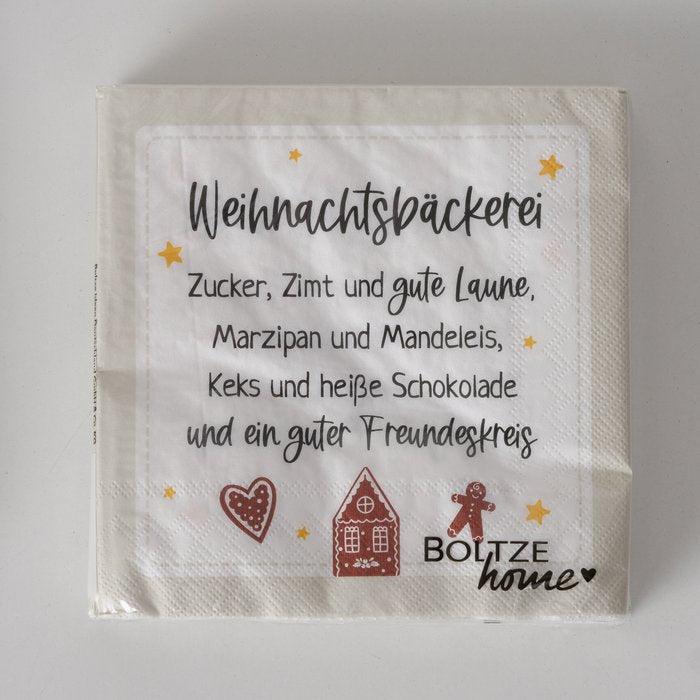 Weihnachtsbäckerei
Zucker, Zimt und gute Laune,
Marzipan und Mandeleis,
Keks und heiße Schokolade
und ein guter Freundeskreis
BOLTZE
home